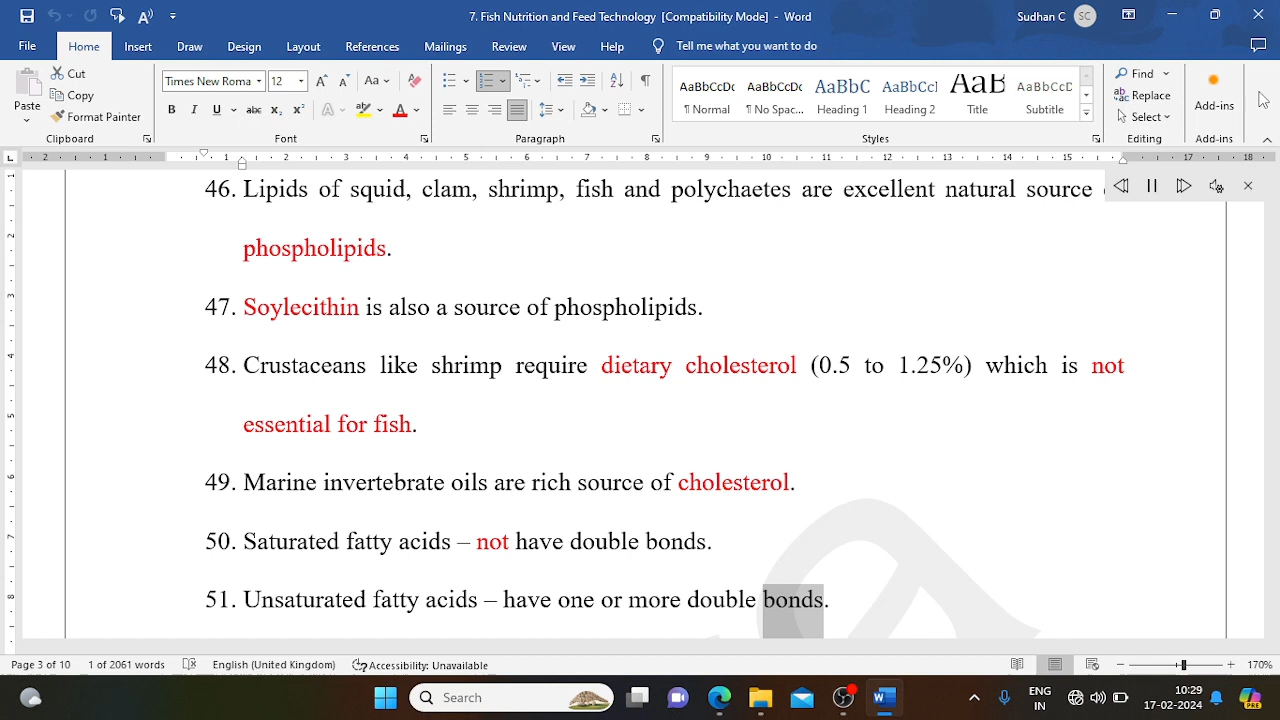 7. Fish Nutrition and Feed Technology [Compatibility Mode] - Word
Sudhan C SC
File Home Insert Draw Design Layout References Mailings Review View Help Tell me what you want to do
Paste Cut Copy Format Painter
Clipboard
Times New Roma 12
Font
Paragraph
AaBbCcDc AaBbCcDc AaBbC AaBbCcI AaB AaBbCcD
¶ Normal ¶ No Spac... Heading 1 Heading 2 Title Subtitle
Styles
Find
Replace
Select
Editing
Add-ins
Add-ins
46. Lipids of squid, clam, shrimp, fish and polychaetes are excellent natural source
phospholipids.
47. Soylecithin is also a source of phospholipids.
48. Crustaceans like shrimp require dietary cholesterol (0.5 to 1.25%) which is not
essential for fish.
49. Marine invertebrate oils are rich source of cholesterol.
50. Saturated fatty acids – not have double bonds.
51. Unsaturated fatty acids – have one or more double bonds.
Page 3 of 10 1 of 2061 words English (United Kingdom) Accessibility: Unavailable 170%
Search
ENG IN 10:29 17-02-2024 PRE